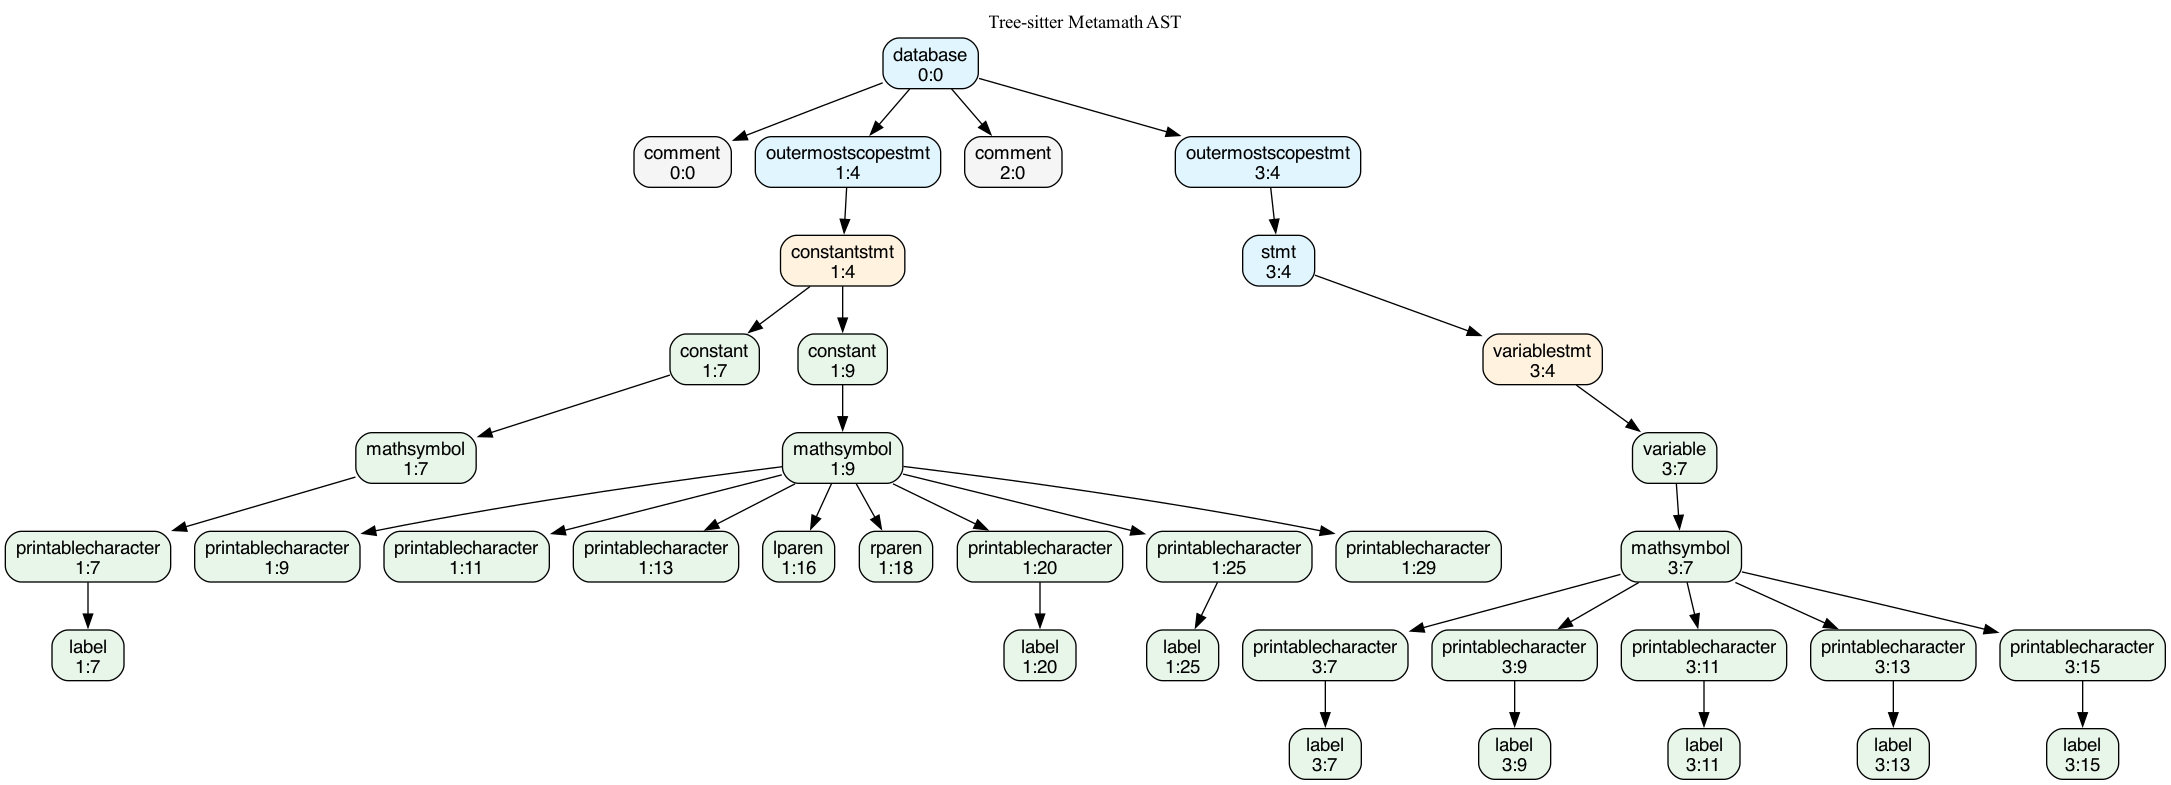 Tree-sitter Metamath AST
database
0:0
comment
0:0
outermostscopestmt
1:4
comment
2:0
outermostscopestmt
3:4
constantstmt
1:4
stmt
3:4
constant
1:7
constant
1:9
variablestmt
3:4
mathsymbol
1:7
mathsymbol
1:9
variable
3:7
printablecharacter
1:7
printablecharacter
1:9
printablecharacter
1:11
printablecharacter
1:13
lparen
1:16
rparen
1:18
printablecharacter
1:20
printablecharacter
1:25
printablecharacter
1:29
mathsymbol
3:7
label
1:7
label
1:20
label
1:25
printablecharacter
3:7
printablecharacter
3:9
printablecharacter
3:11
printablecharacter
3:13
printablecharacter
3:15
label
3:7
label
3:9
label
3:11
label
3:13
label
3:15